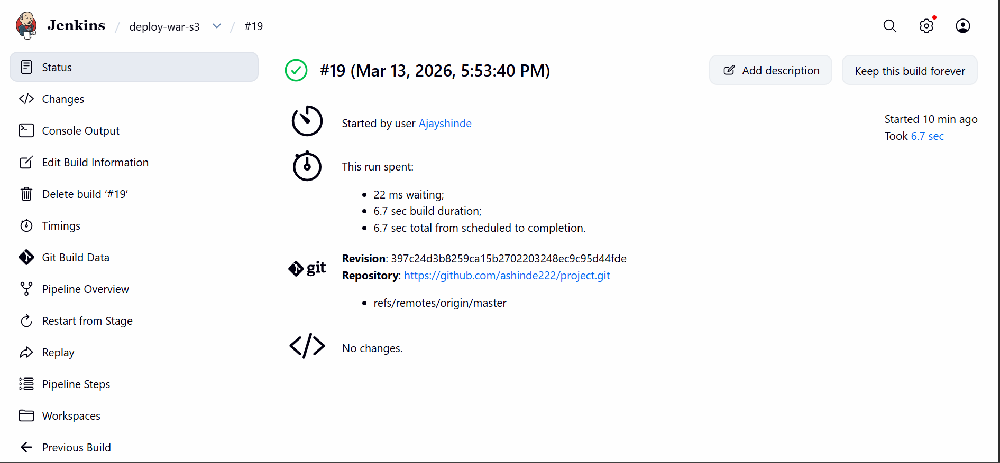 Jenkins / deploy-war-s3 / #19
Status
Changes
Console Output
Edit Build Information
Delete build ‘#19’
Timings
Git Build Data
Pipeline Overview
Restart from Stage
Replay
Pipeline Steps
Workspaces
Previous Build
#19 (Mar 13, 2026, 5:53:40 PM)
Add description
Keep this build forever
Started by user Ajayshinde
Started 10 min ago
Took 6.7 sec
This run spent:
22 ms waiting;
6.7 sec build duration;
6.7 sec total from scheduled to completion.
git
Revision: 397c24d3b8259ca15b2702203248ec9c95d44fde
Repository: https://github.com/ashinde222/project.git
refs/remotes/origin/master
No changes.